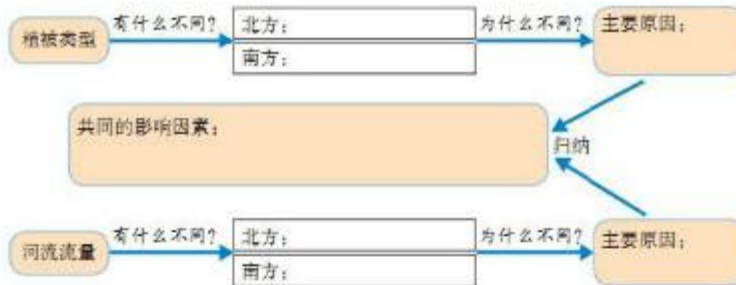 植被类型
有什么不同?
北方:
南方:
为什么不同?
主要原因:
共同的影响因素:
归纳
河流流量
有什么不同?
北方:
南方:
为什么不同?
主要原因: